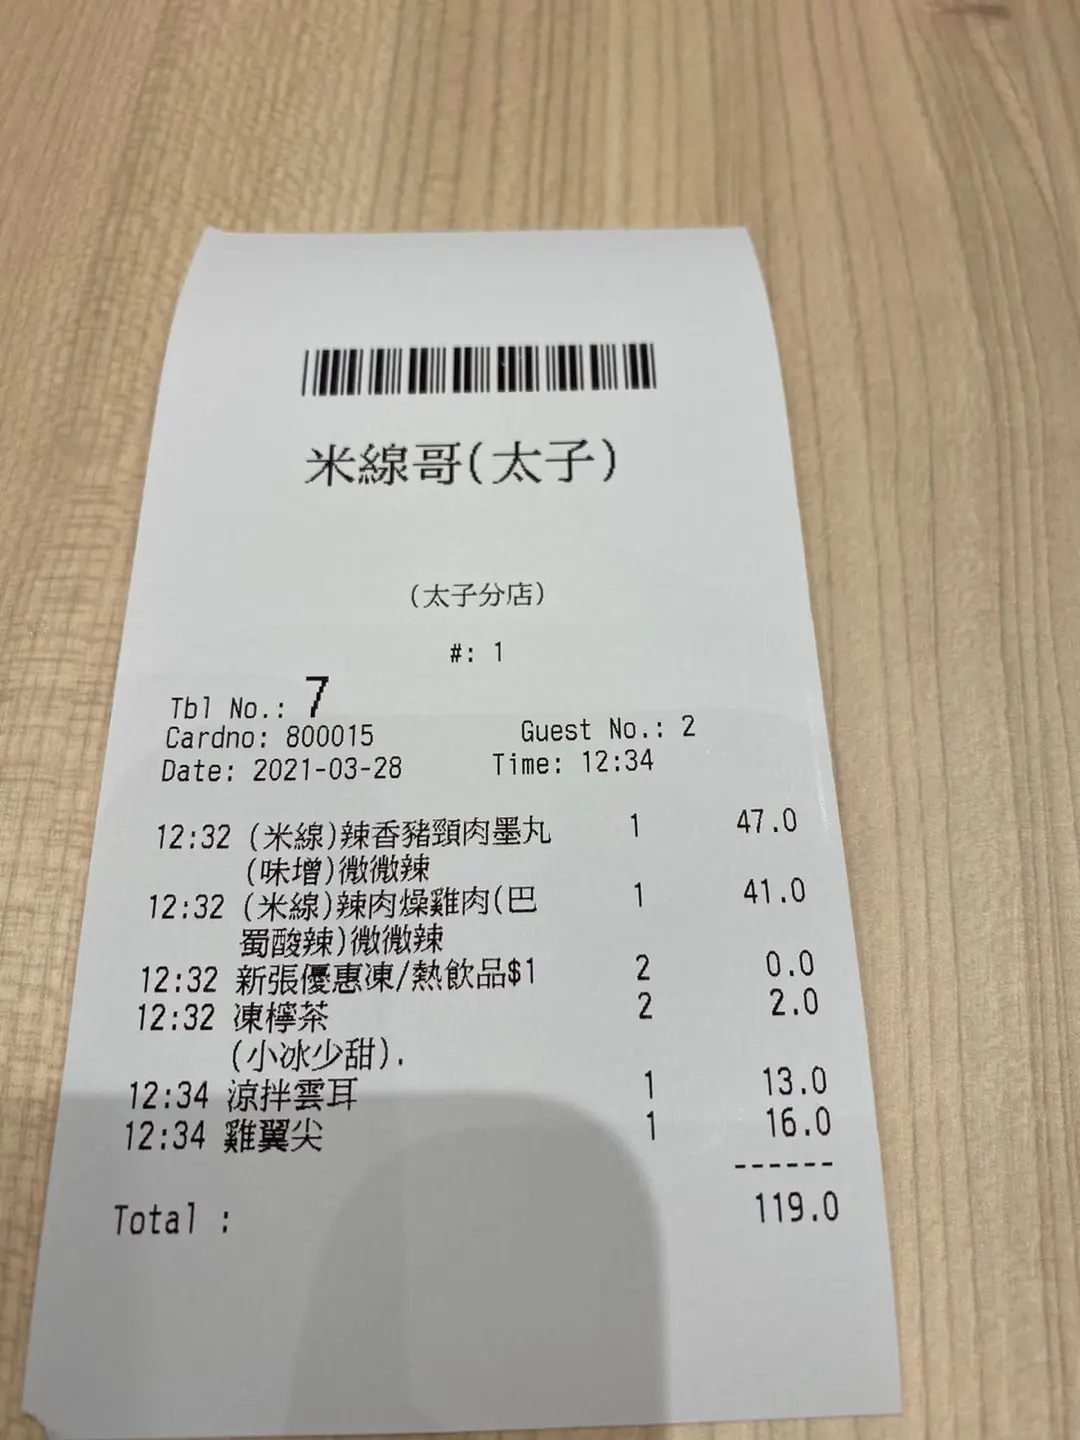 米線哥(太子)
(太子分店)
#: 1
Tbl No.: 7
Cardno: 800015 Guest No.: 2
Date: 2021-03-28 Time: 12:34
12:32 (米線)辣香豬頸肉墨丸 1 47.0
(味增)微微辣
12:32 (米線)辣肉燥雞肉(巴 1 41.0
蜀酸辣)微微辣
12:32 新張優惠凍/熱飲品$1 2 0.0
12:32 凍檸茶 2 2.0
(小冰少甜).
12:34 涼拌雲耳 1 13.0
12:34 雞翼尖 1 16.0
------
Total : 119.0